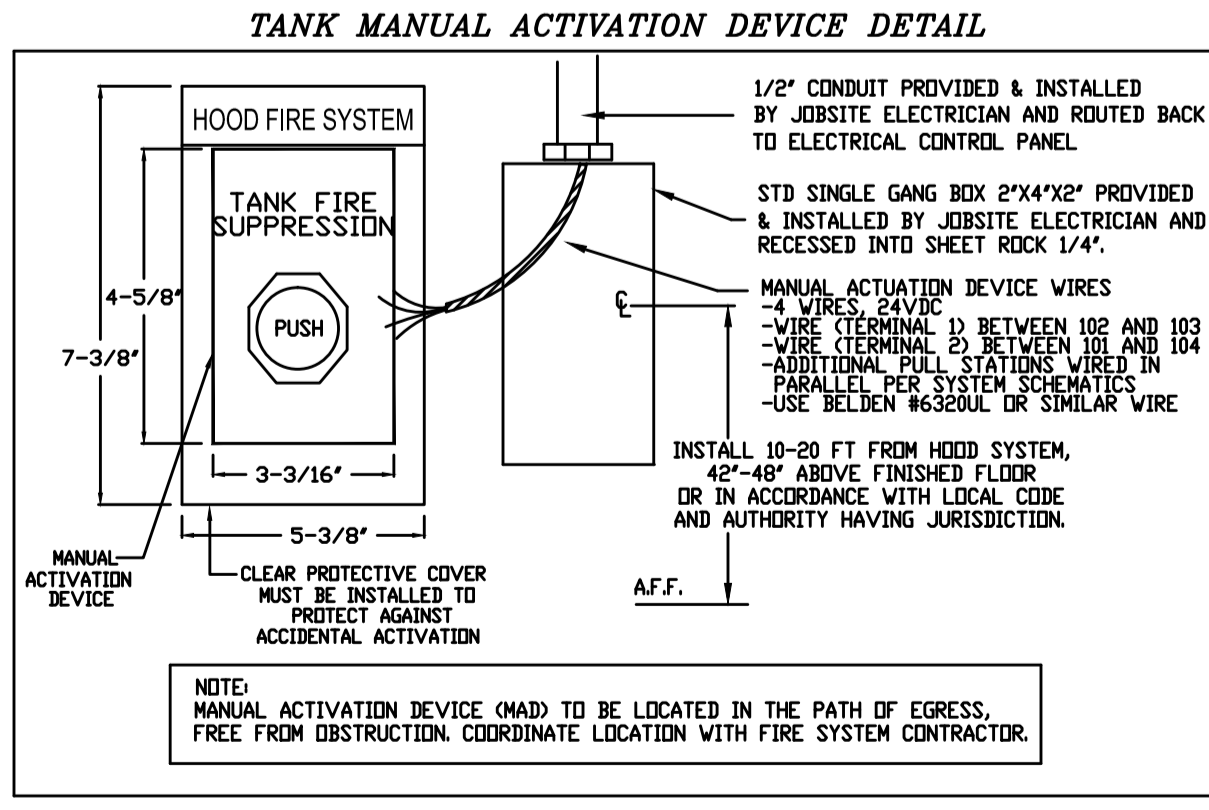 TANK MANUAL ACTIVATION DEVICE DETAIL
HOOD FIRE SYSTEM
TANK FIRE
SUPPRESSION
PUSH
4-5/8"
7-3/8"
3-3/16"
5-3/8"
MANUAL
ACTIVATION
DEVICE
CLEAR PROTECTIVE COVER
MUST BE INSTALLED TO
PROTECT AGAINST
ACCIDENTAL ACTIVATION
1/2" CONDUIT PROVIDED & INSTALLED
BY JOBSITE ELECTRICIAN AND ROUTED BACK
TO ELECTRICAL CONTROL PANEL
STD SINGLE GANG BOX 2"X4"X2" PROVIDED
& INSTALLED BY JOBSITE ELECTRICIAN AND
RECESSED INTO SHEET ROCK 1/4".
MANUAL ACTUATION DEVICE WIRES
-4 WIRES, 24VDC
-WIRE (TERMINAL 1) BETWEEN 102 AND 103
-WIRE (TERMINAL 2) BETWEEN 101 AND 104
-ADDITIONAL PULL STATIONS WIRED IN
PARALLEL PER SYSTEM SCHEMATICS
-USE BELDEN #6320UL OR SIMILAR WIRE
℄
INSTALL 10-20 FT FROM HOOD SYSTEM,
42"-48" ABOVE FINISHED FLOOR
OR IN ACCORDANCE WITH LOCAL CODE
AND AUTHORITY HAVING JURISDICTION.
A.F.F.
NOTE:
MANUAL ACTIVATION DEVICE (MAD) TO BE LOCATED IN THE PATH OF EGRESS,
FREE FROM OBSTRUCTION. COORDINATE LOCATION WITH FIRE SYSTEM CONTRACTOR.